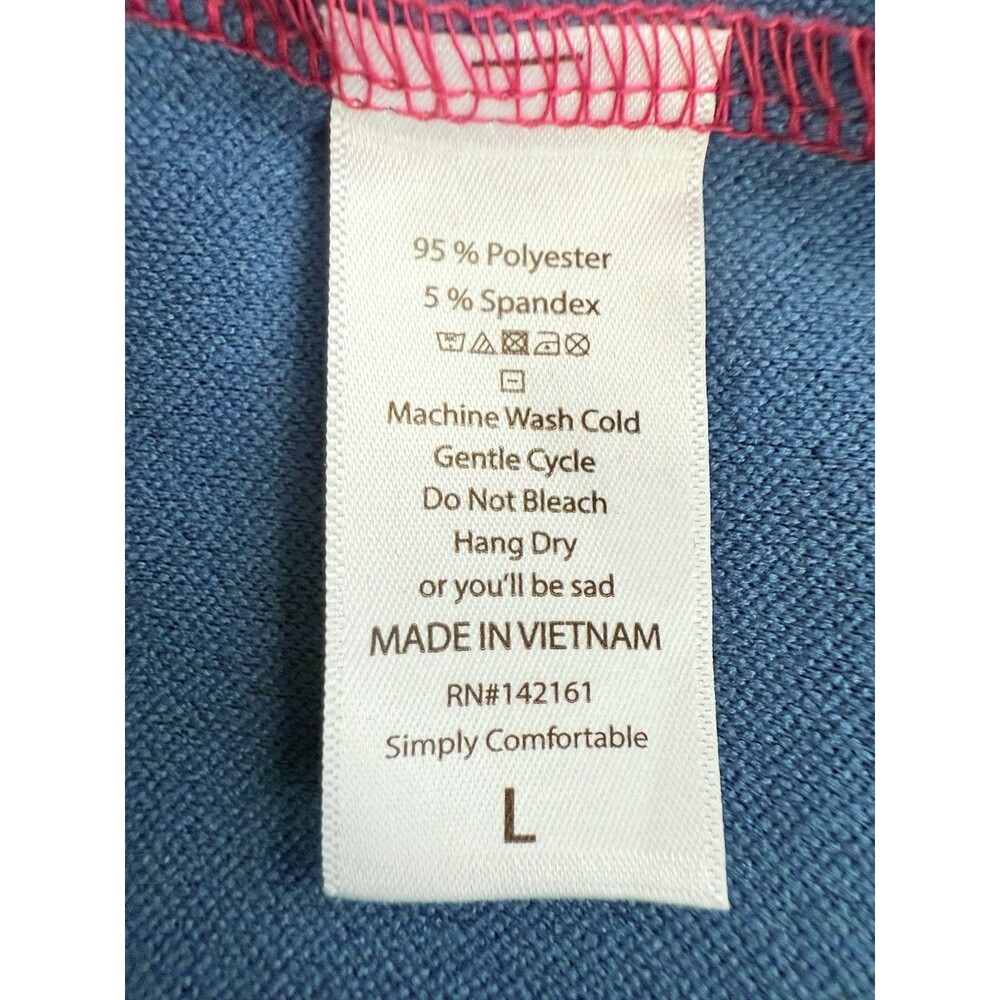 95 % Polyester
5 % Spandex
Machine Wash Cold
Gentle Cycle
Do Not Bleach
Hang Dry
or you'll be sad
MADE IN VIETNAM
RN#142161
Simply Comfortable
L